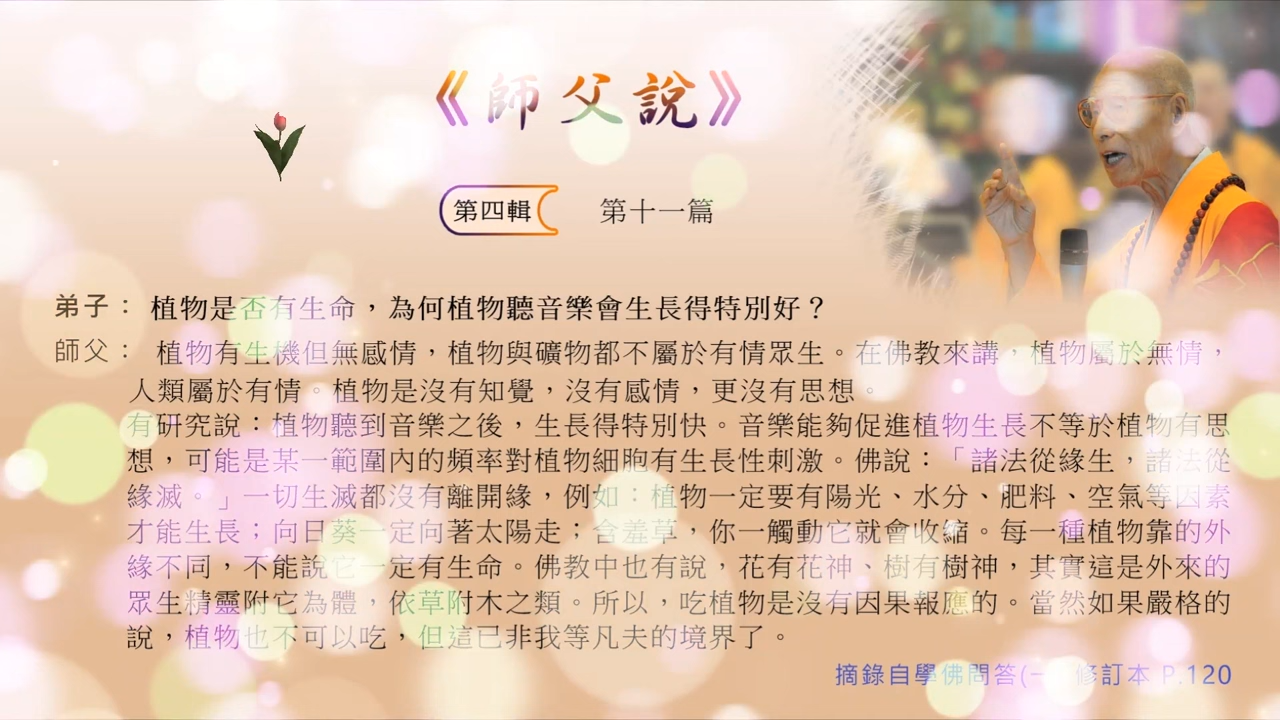 《師父說》
第四輯 第十一篇
弟子： 植物是否有生命，為何植物聽音樂會生長得特別好？
師父： 植物有生機但無感情，植物與礦物都不屬於有情眾生。在佛教來講，植物屬於無情，
人類屬於有情。植物是沒有知覺，沒有感情，更沒有思想。
有研究說：植物聽到音樂之後，生長得特別快。音樂能夠促進植物生長不等於植物有思
想，可能是某一範圍內的頻率對植物細胞有生長性刺激。佛說：「諸法從緣生，諸法從
緣滅。」一切生滅都沒有離開緣，例如：植物一定要有陽光、水分、肥料、空氣等因素
才能生長；向日葵一定向著太陽走；含羞草，你一觸動它就會收縮。每一種植物靠的外
緣不同，不能說它一定有生命。佛教中也有說，花有花神、樹有樹神，其實這是外來的
眾生精靈附它為體，依草附木之類。所以，吃植物是沒有因果報應的。當然如果嚴格的
說，植物也不可以吃，但這已非我等凡夫的境界了。
摘錄自學佛問答(一 修訂本 P.120